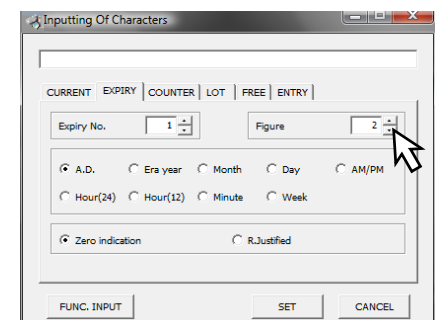 Inputting Of Characters
CURRENT EXPIRY COUNTER LOT FREE ENTRY
Expiry No. 1 Figure 2
A.D. Era year Month Day AM/PM
Hour(24) Hour(12) Minute Week
Zero indication R.Justified
FUNC. INPUT SET CANCEL